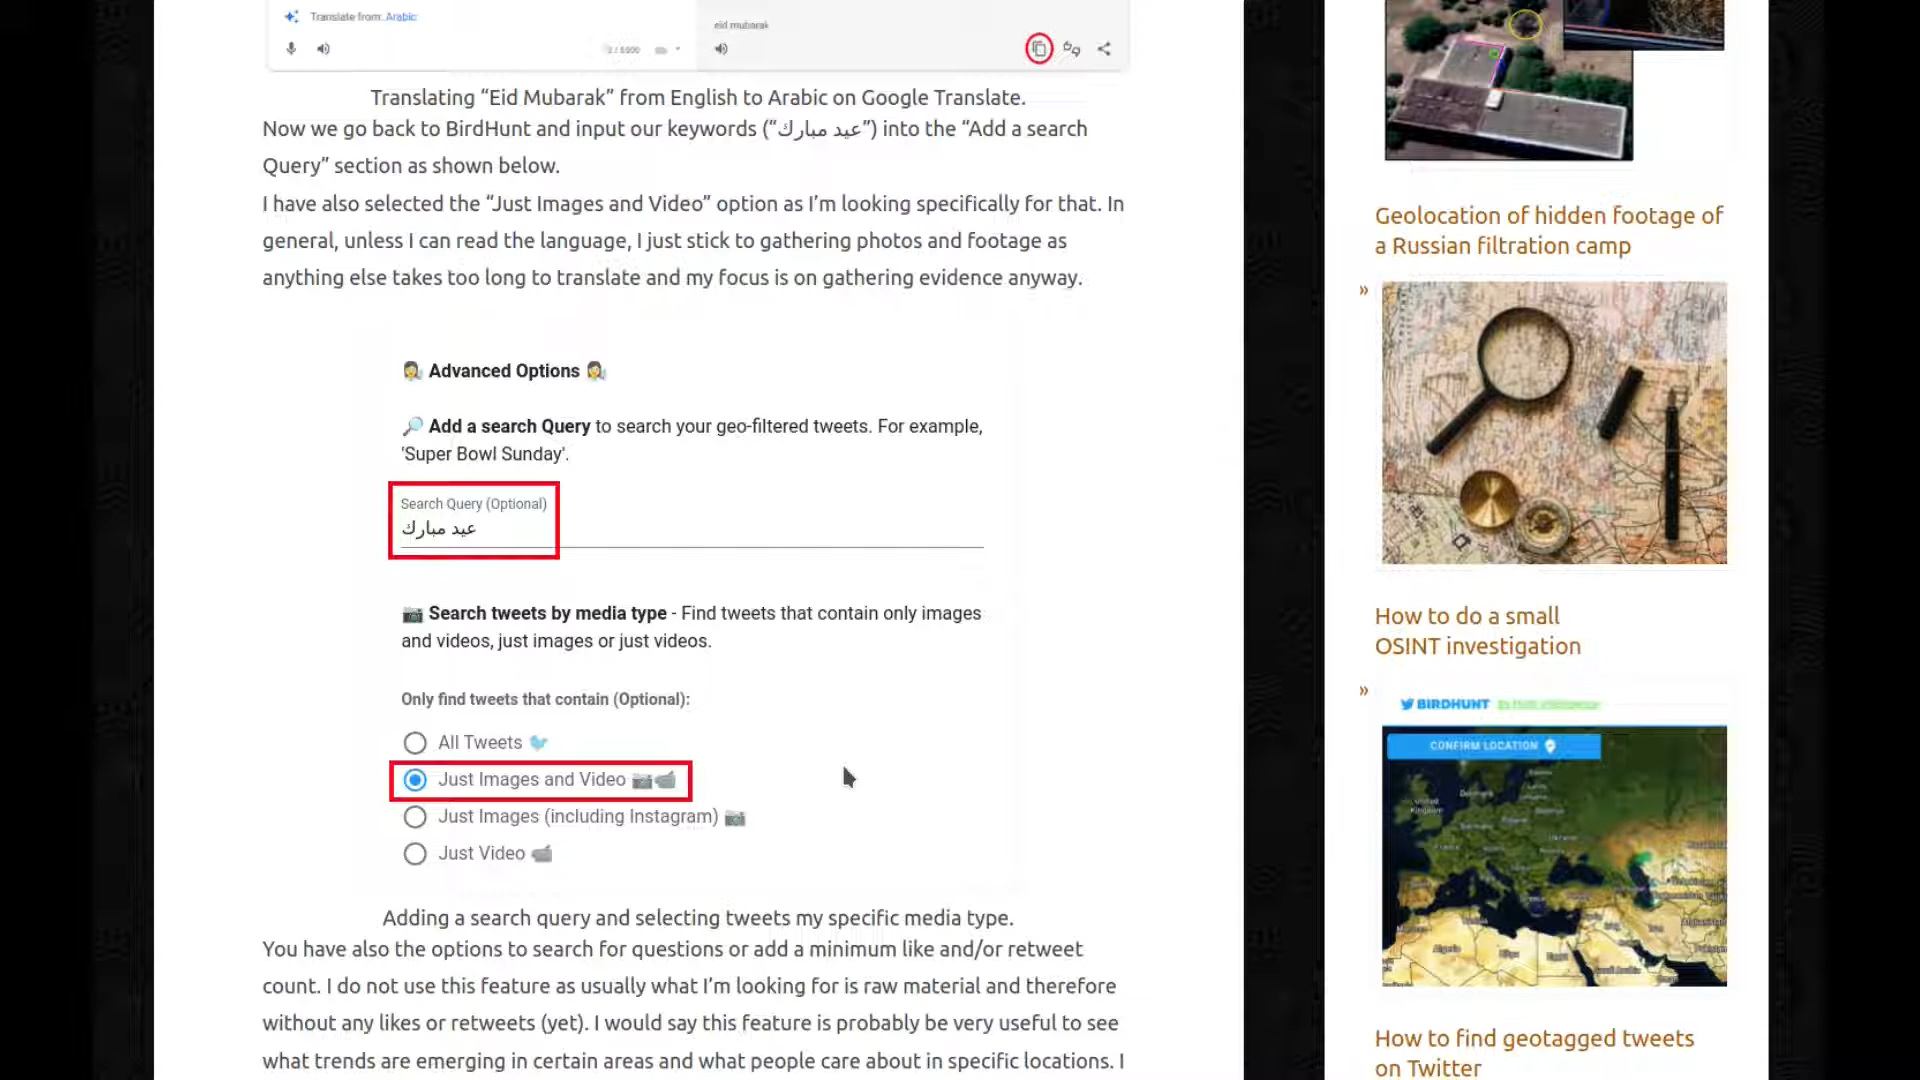 Translate from: Arabic
eid mubarak
Translating “Eid Mubarak” from English to Arabic on Google Translate.
Now we go back to BirdHunt and input our keywords (“عيد مبارك”) into the “Add a search
Query” section as shown below.
I have also selected the “Just Images and Video” option as I’m looking specifically for that. In
general, unless I can read the language, I just stick to gathering photos and footage as
anything else takes too long to translate and my focus is on gathering evidence anyway.
Advanced Options
Add a search Query to search your geo-filtered tweets. For example,
'Super Bowl Sunday'.
Search Query (Optional)
عيد مبارك
Search tweets by media type - Find tweets that contain only images
and videos, just images or just videos.
Only find tweets that contain (Optional):
All Tweets
Just Images and Video
Just Images (including Instagram)
Just Video
Adding a search query and selecting tweets my specific media type.
You have also the options to search for questions or add a minimum like and/or retweet
count. I do not use this feature as usually what I’m looking for is raw material and therefore
without any likes or retweets (yet). I would say this feature is probably be very useful to see
what trends are emerging in certain areas and what people care about in specific locations. I
Geolocation of hidden footage of
a Russian filtration camp
»
How to do a small
OSINT investigation
»
BIRDHUNT
CONFIRM LOCATION
How to find geotagged tweets
on Twitter